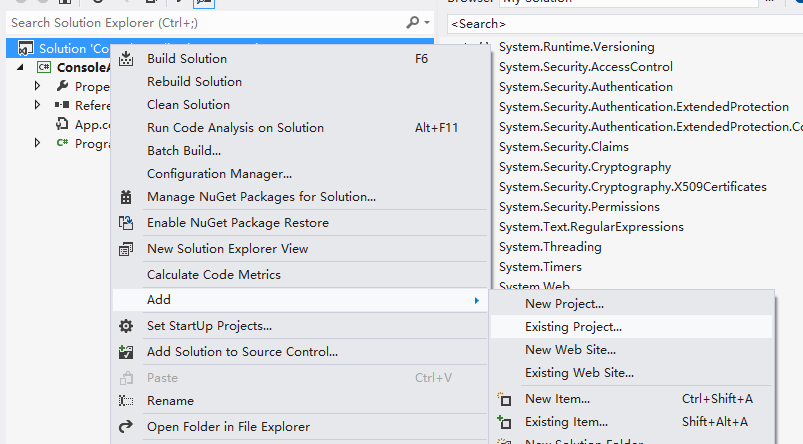 Search Solution Explorer (Ctrl+;)
Solution
ConsoleA
Prope
Refere
App.co
Progra
Build Solution F6
Rebuild Solution
Clean Solution
Run Code Analysis on Solution Alt+F11
Batch Build...
Configuration Manager...
Manage NuGet Packages for Solution...
Enable NuGet Package Restore
New Solution Explorer View
Calculate Code Metrics
Add
Set StartUp Projects...
Add Solution to Source Control...
Paste Ctrl+V
Rename
Open Folder in File Explorer
<Search>
System.Runtime.Versioning
System.Security.AccessControl
System.Security.Authentication
System.Security.Authentication.ExtendedProtection
System.Security.Authentication.ExtendedProtection.Co
System.Security.Claims
System.Security.Cryptography
System.Security.Cryptography.X509Certificates
System.Security.Permissions
System.Text.RegularExpressions
System.Threading
System.Timers
System.Web
New Project...
Existing Project...
New Web Site...
Existing Web Site...
New Item... Ctrl+Shift+A
Existing Item... Shift+Alt+A
New Solution Folder